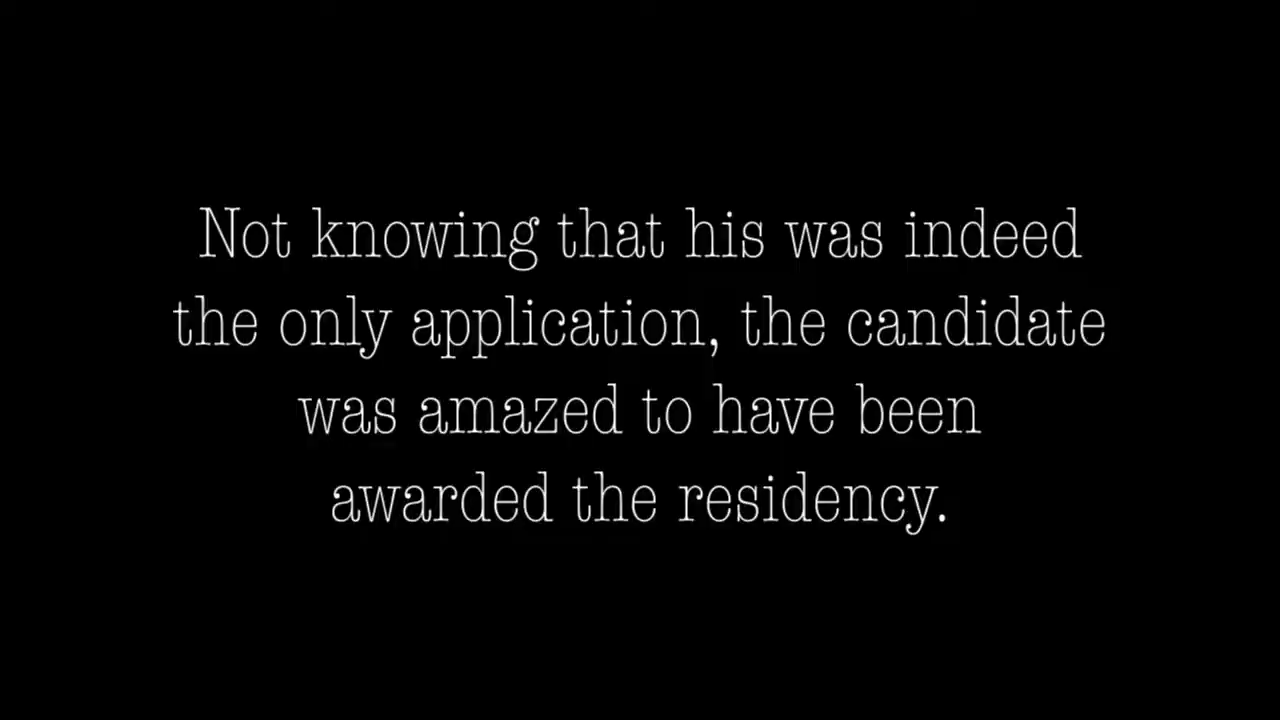 Not knowing that his was indeed
the only application, the candidate
was amazed to have been
awarded the residency.